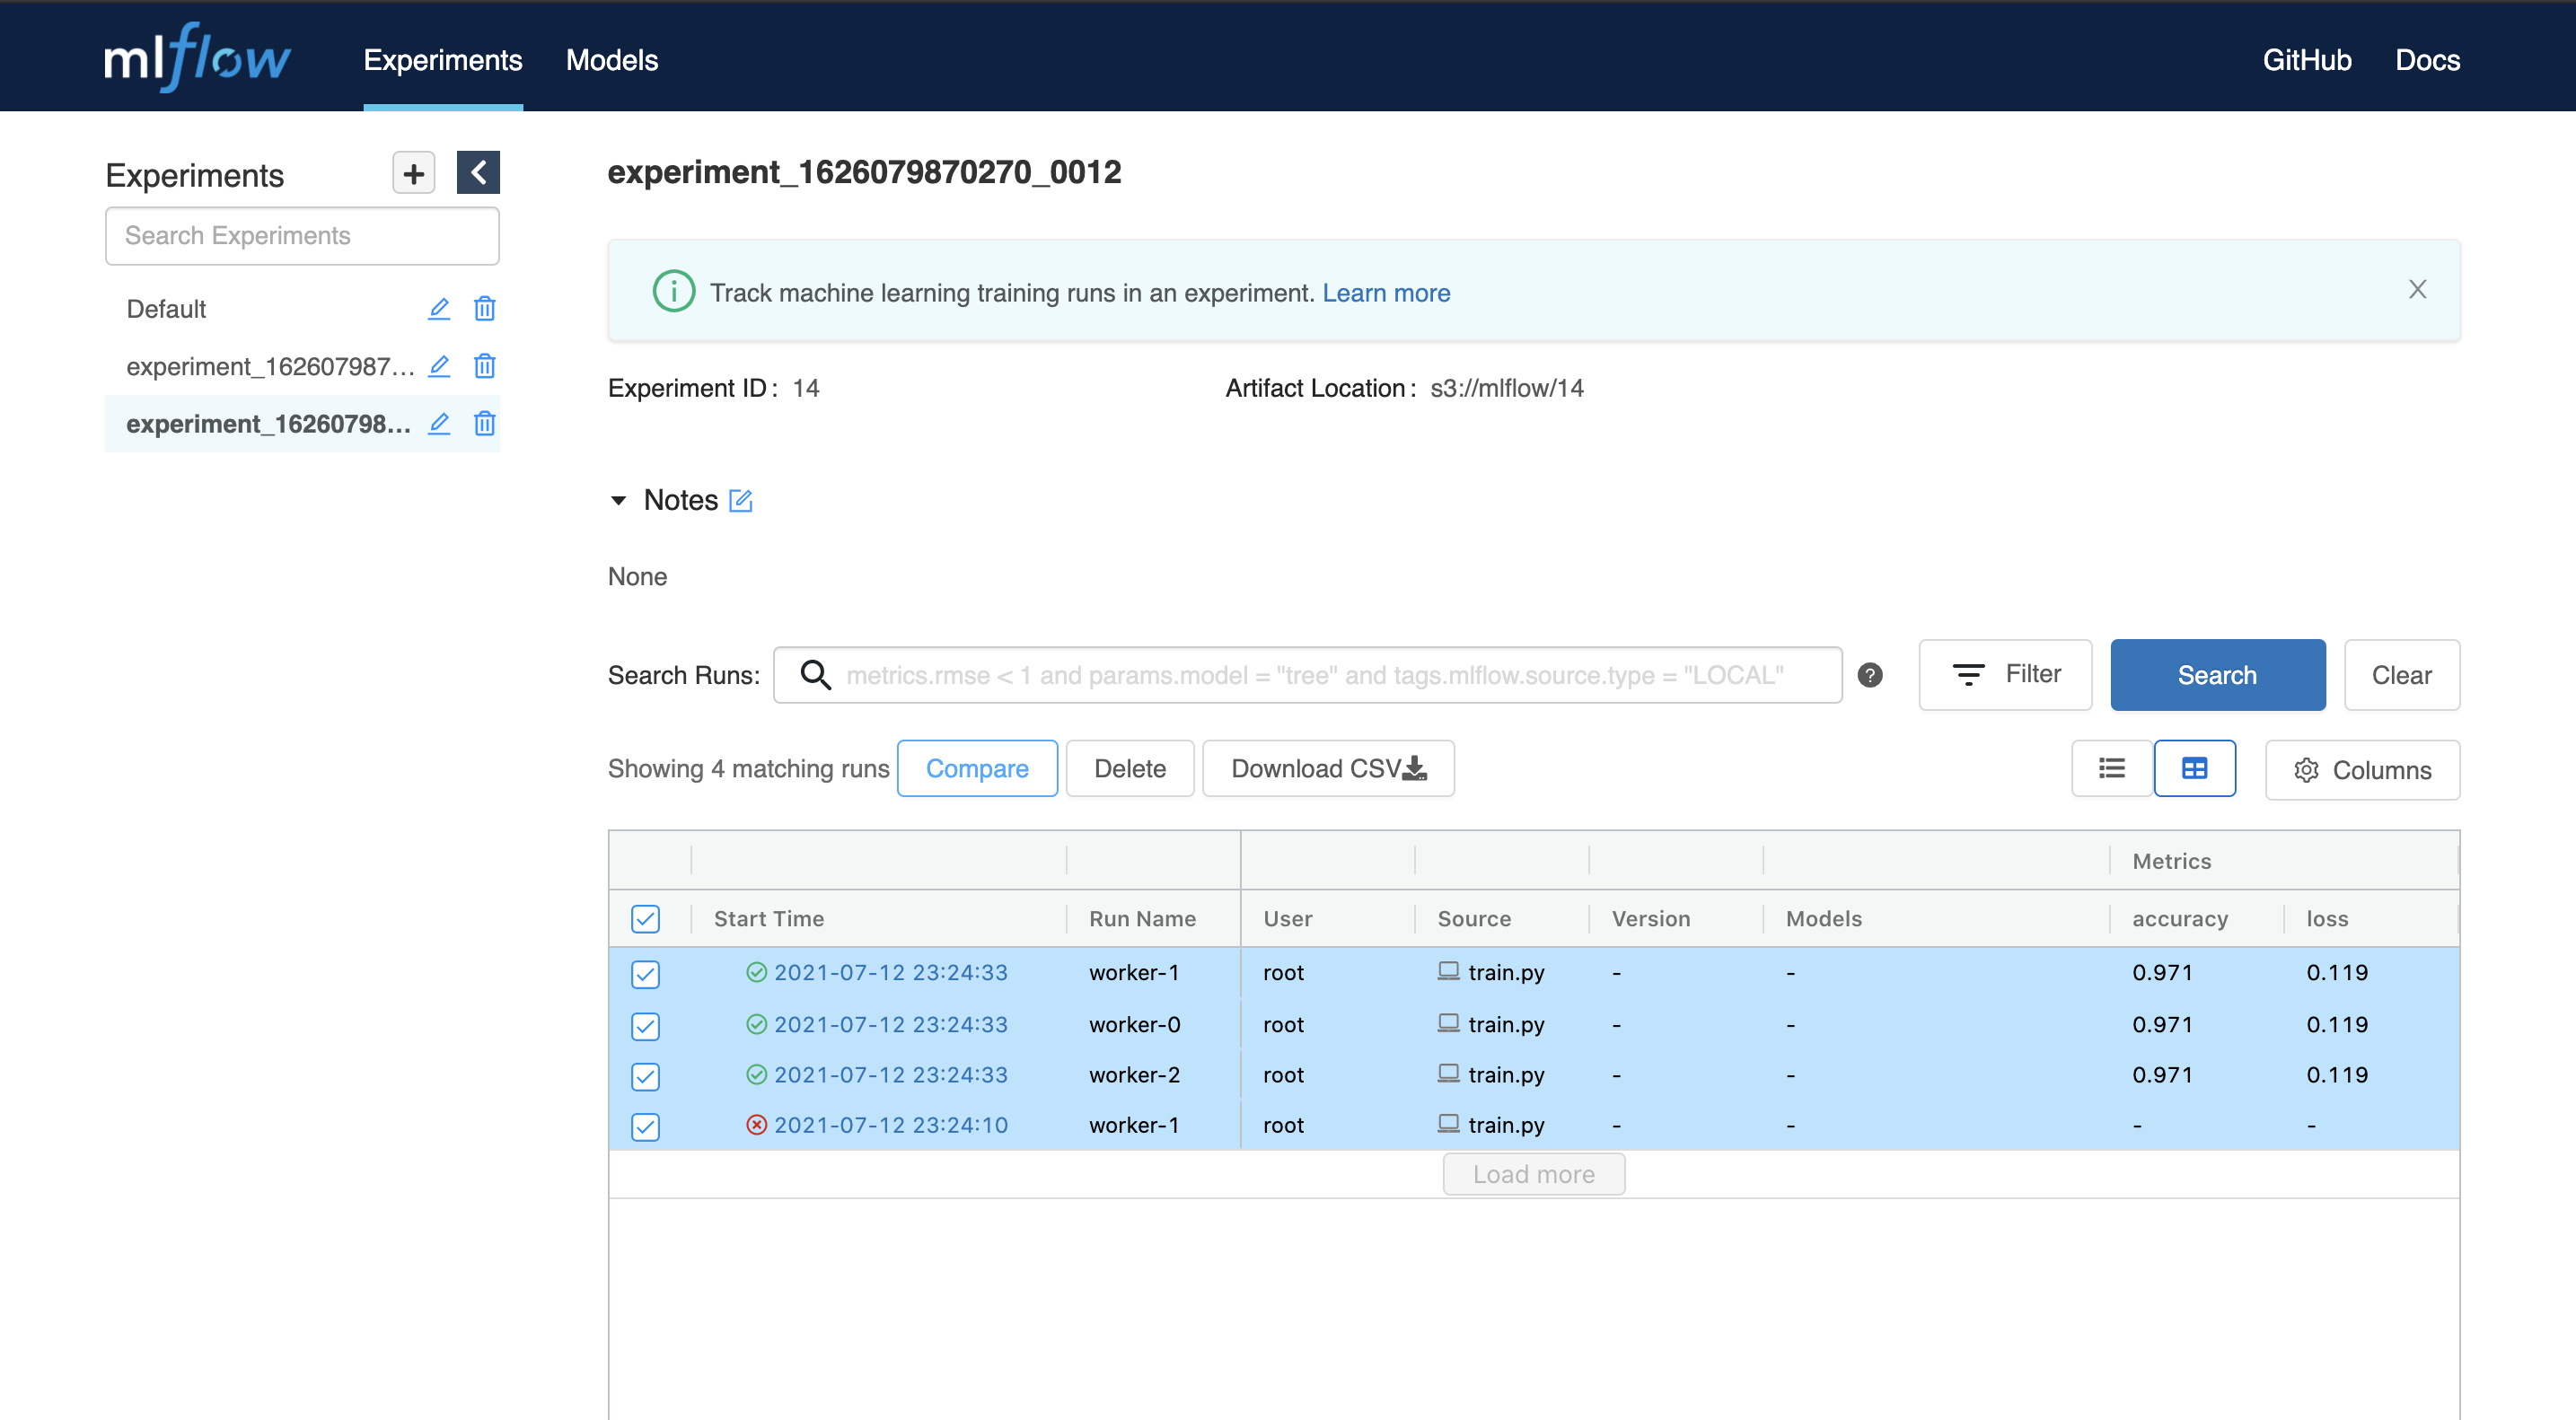 mlflow Experiments Models GitHub Docs
Experiments +
Search Experiments
Default
experiment_162607987...
experiment_16260798...
experiment_1626079870270_0012
Track machine learning training runs in an experiment. Learn more
Experiment ID: 14 Artifact Location: s3://mlflow/14
Notes
None
Search Runs: metrics.rmse < 1 and params.model = "tree" and tags.mlflow.source.type = "LOCAL" ? Filter Search Clear
Showing 4 matching runs Compare Delete Download CSV Columns
Metrics
Start Time Run Name User Source Version Models accuracy loss
2021-07-12 23:24:33 worker-1 root train.py - - 0.971 0.119
2021-07-12 23:24:33 worker-0 root train.py - - 0.971 0.119
2021-07-12 23:24:33 worker-2 root train.py - - 0.971 0.119
2021-07-12 23:24:10 worker-1 root train.py - - - -
Load more